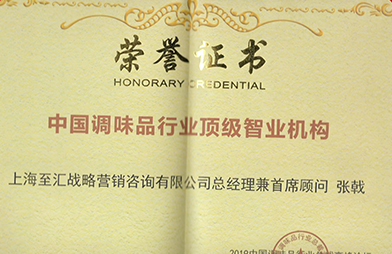 荣誉证书
HONORARY CREDENTIAL
中国调味品行业顶级智业机构
上海至汇战略营销咨询有限公司总经理兼首席顾问 张戟